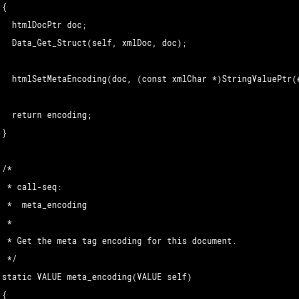 {
  htmlDocPtr doc;
  Data_Get_Struct(self, xmlDoc, doc);

  htmlSetMetaEncoding(doc, (const xmlChar *)StringValuePtr(

  return encoding;
}

/*
 * call-seq:
 *  meta_encoding
 *
 * Get the meta tag encoding for this document.
 */
static VALUE meta_encoding(VALUE self)
{